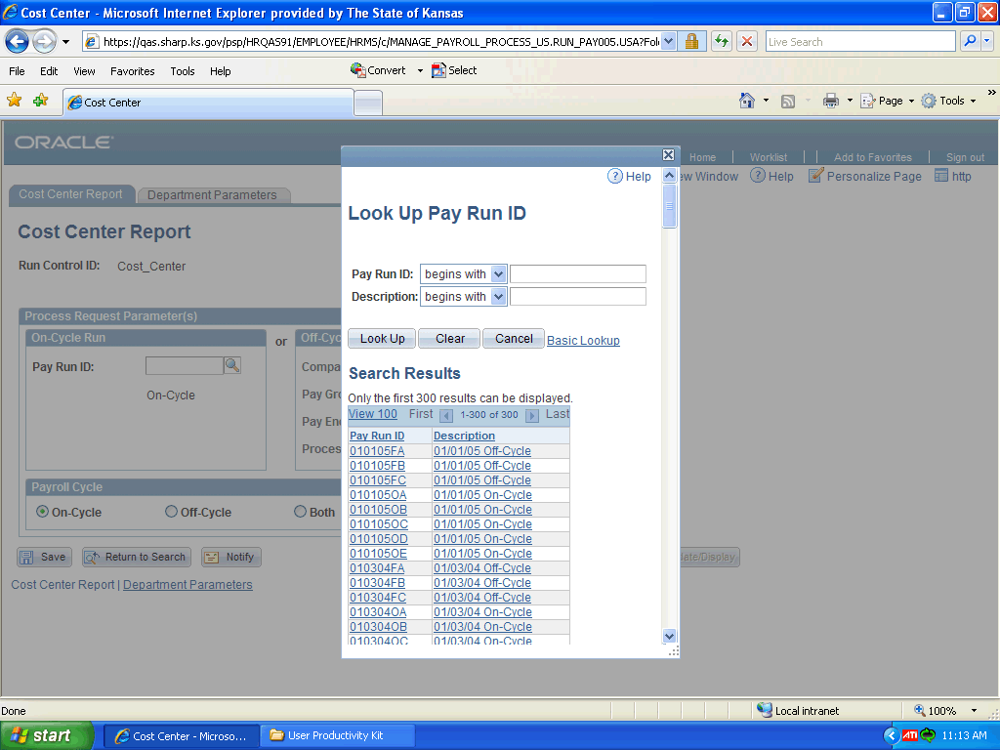 Cost Center - Microsoft Internet Explorer provided by The State of Kansas
https://qas.sharp.ks.gov/psp/HRQAS91/EMPLOYEE/HRMS/c/MANAGE_PAYROLL_PROCESS_US.RUN_PAY005.USA?Fol
Live Search
File Edit View Favorites Tools Help Convert Select
Cost Center
Page Tools
ORACLE
Home Worklist Add to Favorites Sign out
Window Help Personalize Page http
Cost Center Report Department Parameters
Cost Center Report
Run Control ID: Cost_Center
Process Request Parameter(s)
On-Cycle Run
or
Pay Run ID:
On-Cycle
Payroll Cycle
On-Cycle Off-Cycle Both
Save Return to Search Notify
Cost Center Report | Department Parameters
Help
Look Up Pay Run ID
Pay Run ID: begins with
Description: begins with
Look Up Clear Cancel Basic Lookup
Search Results
Only the first 300 results can be displayed.
View 100 First 1-300 of 300 Last
Pay Run ID Description
010105FA 01/01/05 Off-Cycle
010105FB 01/01/05 Off-Cycle
010105FC 01/01/05 Off-Cycle
010105OA 01/01/05 On-Cycle
010105OB 01/01/05 On-Cycle
010105OC 01/01/05 On-Cycle
010105OD 01/01/05 On-Cycle
010105OE 01/01/05 On-Cycle
010304FA 01/03/04 Off-Cycle
010304FB 01/03/04 Off-Cycle
010304FC 01/03/04 Off-Cycle
010304OA 01/03/04 On-Cycle
010304OB 01/03/04 On-Cycle
010304OC 01/03/04 On-Cycle
Done Local intranet 100%
start Cost Center - Microso... User Productivity Kit 11:13 AM